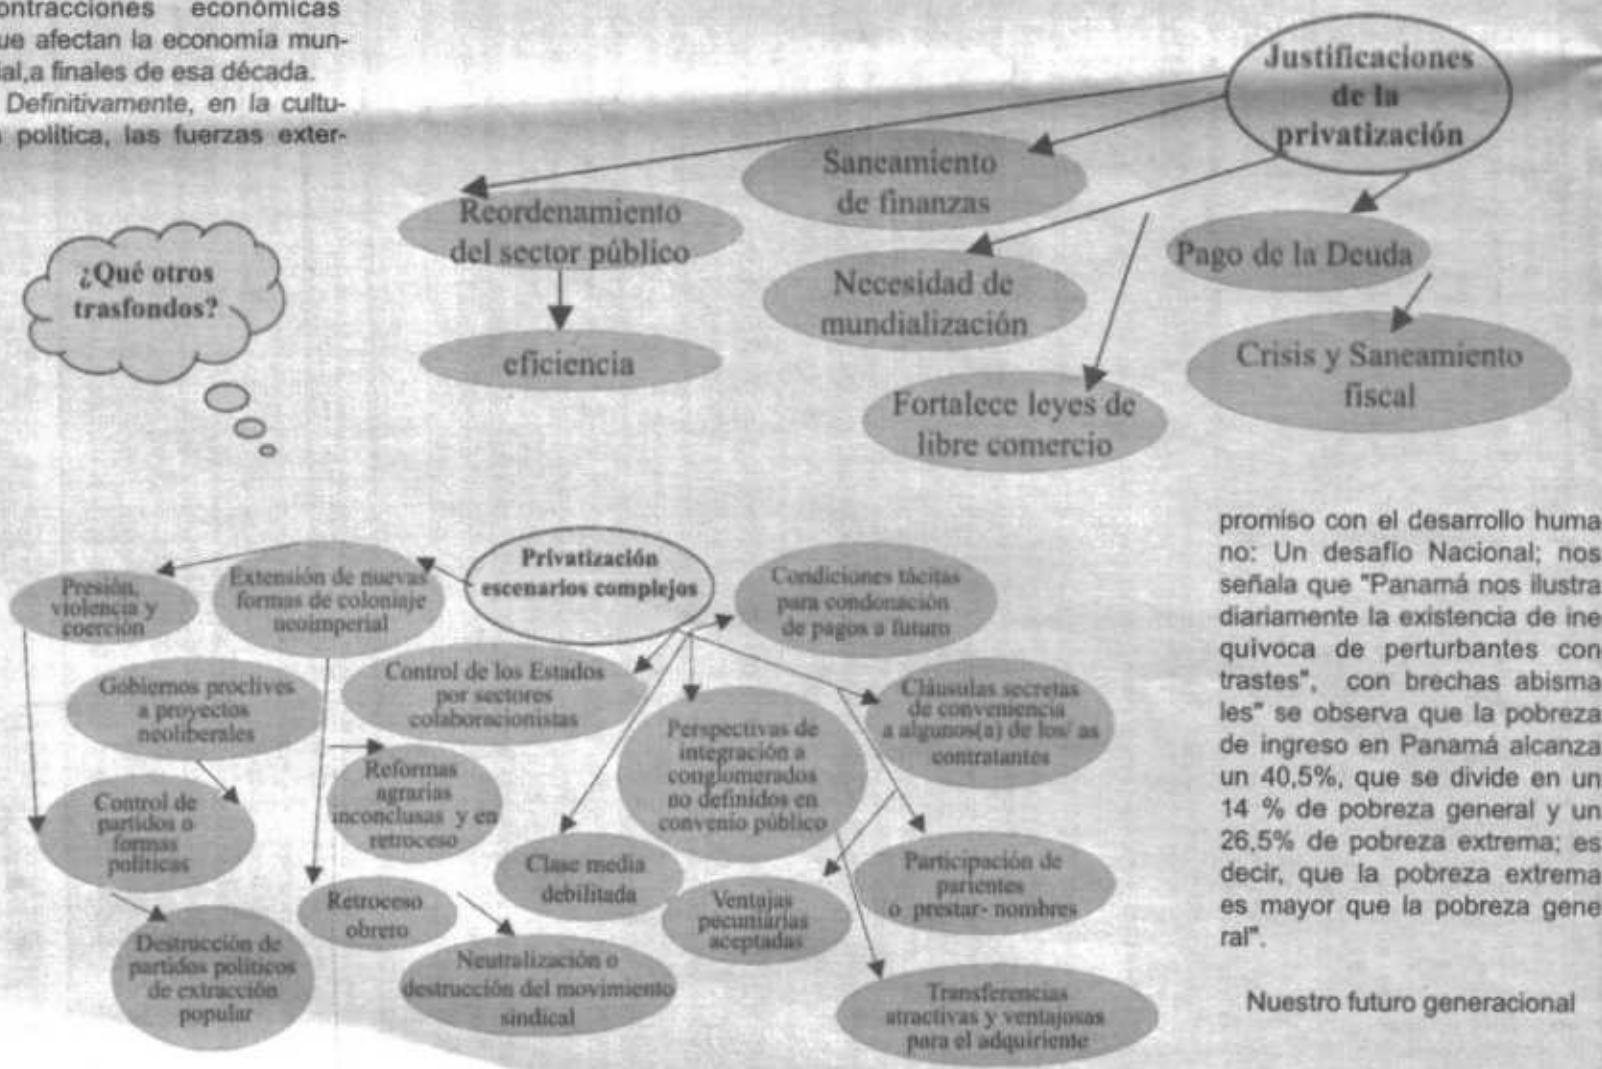 ontracciones económicas
ue afectan la economía mun-
ial,a finales de esa década.
Definitivamente, en la cultu-
política, las fuerzas exter-
Justificaciones
de la
privatización
Saneamiento
de finanzas
Reordenamiento
del sector público
Pago de la Deuda
¿Qué otros
trasfondos?
Necesidad de
mundialización
eficiencia
Crisis y Saneamiento
fiscal
Fortalece leyes de
libre comercio
Privatización
escenarios complejos
Presión,
violencia y
coerción
Extensión de nuevas
formas de coloniaje
neoimperial
Condiciones tácitas
para condonación
de pagos a futuro
Gobiernos proclives
a proyectos
neoliberales
Control de los Estados
por sectores
colaboracionistas
Cláusulas secretas
de conveniencia
a algunos(a) de los/ as
contratantes
Perspectivas de
integración a
conglomerados
no definidos en
convenio público
Reformas
agrarias
inconclusas y en
retroceso
Control de
partidos o
formas
políticas
Clase media
debilitada
Participación de
parientes
o prestar- nombres
Retroceso
obrero
Ventajas
pecuniarias
aceptadas
Destrucción de
partidos políticos
de extracción
popular
Neutralización o
destrucción del movimiento
sindical
Transferencias
atractivas y ventajosas
para el adquiriente
promiso con el desarrollo huma
no: Un desafío Nacional; nos
señala que "Panamá nos ilustra
diariamente la existencia de ine
quivoca de perturbantes con
trastes", con brechas abisma
les" se observa que la pobreza
de ingreso en Panamá alcanza
un 40,5%, que se divide en un
14 % de pobreza general y un
26,5% de pobreza extrema; es
decir, que la pobreza extrema
es mayor que la pobreza gene
ral".
Nuestro futuro generacional